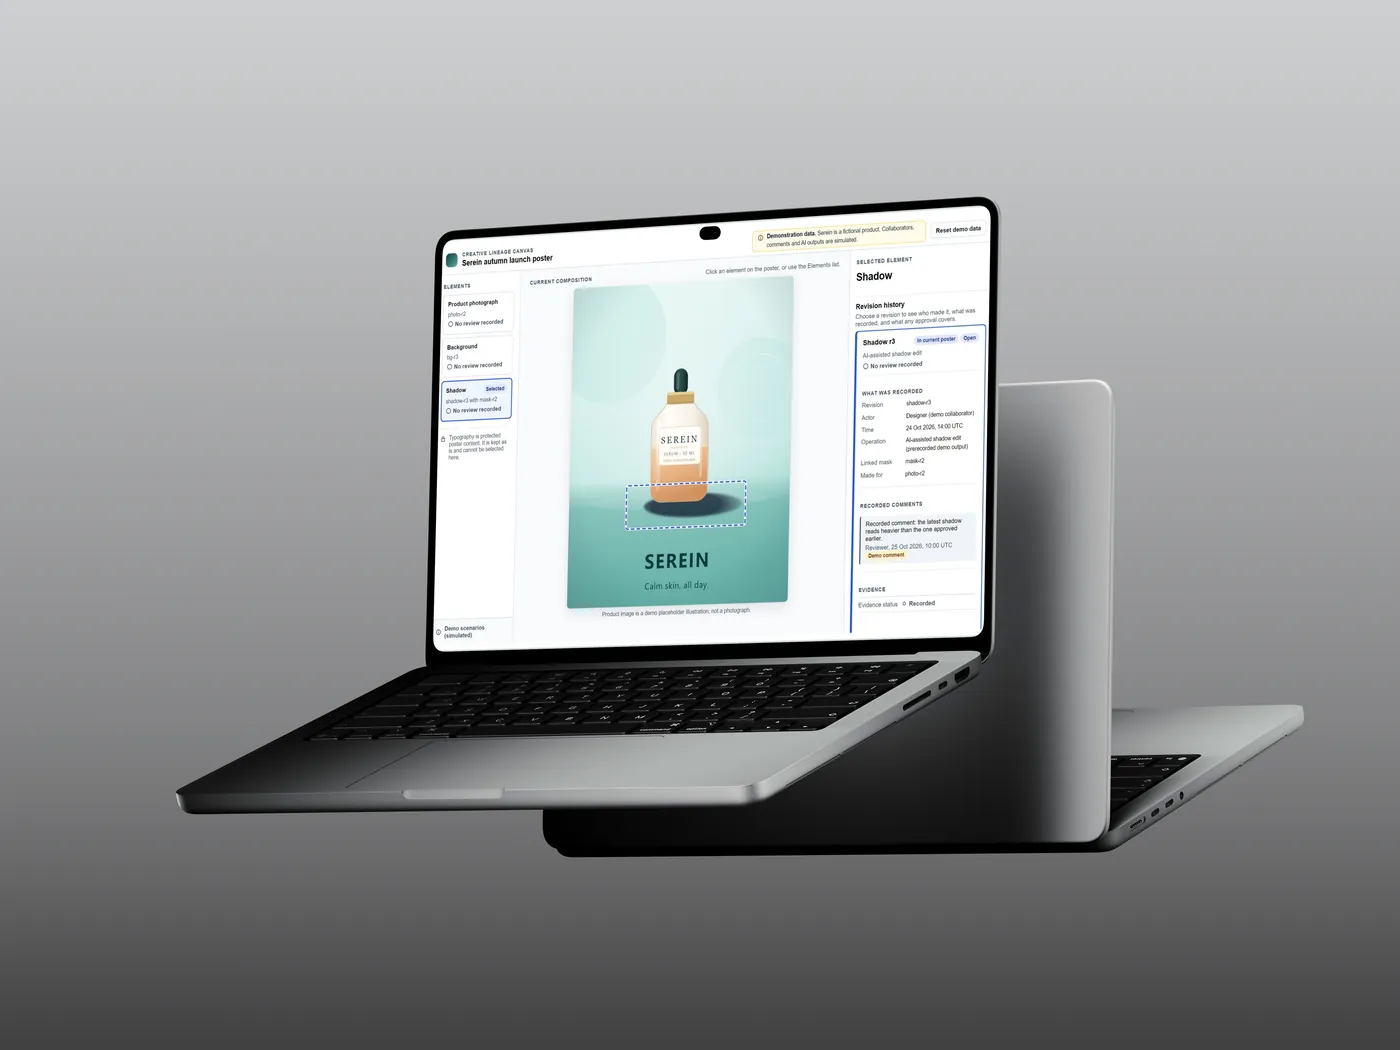 CREATIVE LINEAGE CANVAS
Serein autumn launch poster
Demonstration data. Serein is a fictional product. Collaborators,
comments and AI outputs are simulated.
Reset demo data
ELEMENTS
Product photograph
photo-r2
No review recorded
Background
bg-r3
No review recorded
Shadow
Selected
shadow-r3 with mask-r2
No review recorded
Typography is protected
poster content. It is kept as
is and cannot be selected
here.
Demo scenarios
(simulated)
CURRENT COMPOSITION
Click an element on the poster, or use the Elements list.
SEREIN
SERUM · 50 ML
SEREIN
Calm skin, all day.
Product image is a demo placeholder illustration, not a photograph.
SELECTED ELEMENT
Shadow
Revision history
Choose a revision to see who made it, what was
recorded, and what any approval covers.
Shadow r3
In current poster
Open
AI-assisted shadow edit
No review recorded
WHAT WAS RECORDED
Revision shadow-r3
Actor Designer (demo collaborator)
Time 24 Oct 2026, 14:00 UTC
Operation AI-assisted shadow edit
(prerecorded demo output)
Linked mask mask-r2
Made for photo-r2
RECORDED COMMENTS
Recorded comment: the latest shadow
reads heavier than the one approved
earlier.
Reviewer, 25 Oct 2026, 10:00 UTC
Demo comment
EVIDENCE
Evidence status Recorded